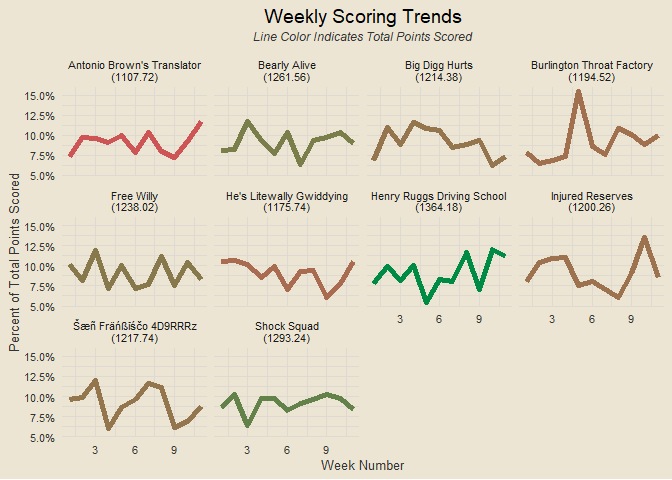 Weekly Scoring Trends
Line Color Indicates Total Points Scored
Antonio Brown's Translator
(1107.72)
Bearly Alive
(1261.56)
Big Digg Hurts
(1214.38)
Burlington Throat Factory
(1194.52)
15.0%
12.5%
10.0%
7.5%
5.0%
Free Willy
(1238.02)
He's Litewally Gwiddying
(1175.74)
Henry Ruggs Driving School
(1364.18)
Injured Reserves
(1200.26)
15.0%
12.5%
10.0%
7.5%
5.0%
3 6 9
3 6 9
Šæñ Fráńßïščo 4D9RRRz
(1217.74)
Shock Squad
(1293.24)
15.0%
12.5%
10.0%
7.5%
5.0%
3 6 9
3 6 9
Week Number
Percent of Total Points Scored